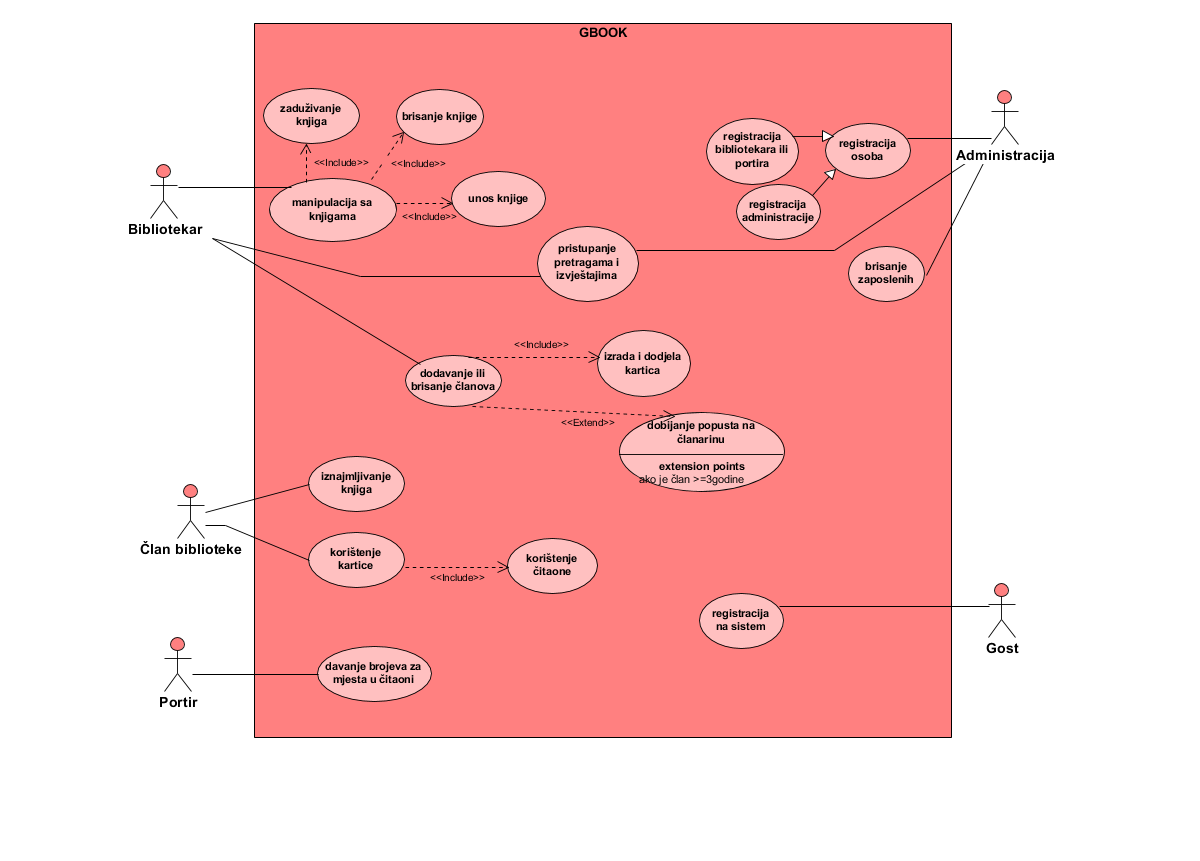 GBOOK
zaduživanje
knjiga
brisanje knjige
<<Include>>
<<Include>>
manipulacija sa
knjigama
unos knjige
<<Include>>
Bibliotekar
registracija
bibliotekara ili
portira
registracija
osoba
registracija
administracije
Administracija
pristupanje
pretragama i
izvještajima
brisanje
zaposlenih
<<Include>>
izrada i dodjela
kartica
dodavanje ili
brisanje članova
<<Extend>>
dobijanje popusta na
članarinu
extension points
ako je član >=3godine
iznajmljivanje
knjiga
Član biblioteke
korištenje
kartice
<<Include>>
korištenje
čitaone
registracija
na sistem
Gost
davanje brojeva za
mjesta u čitaoni
Portir